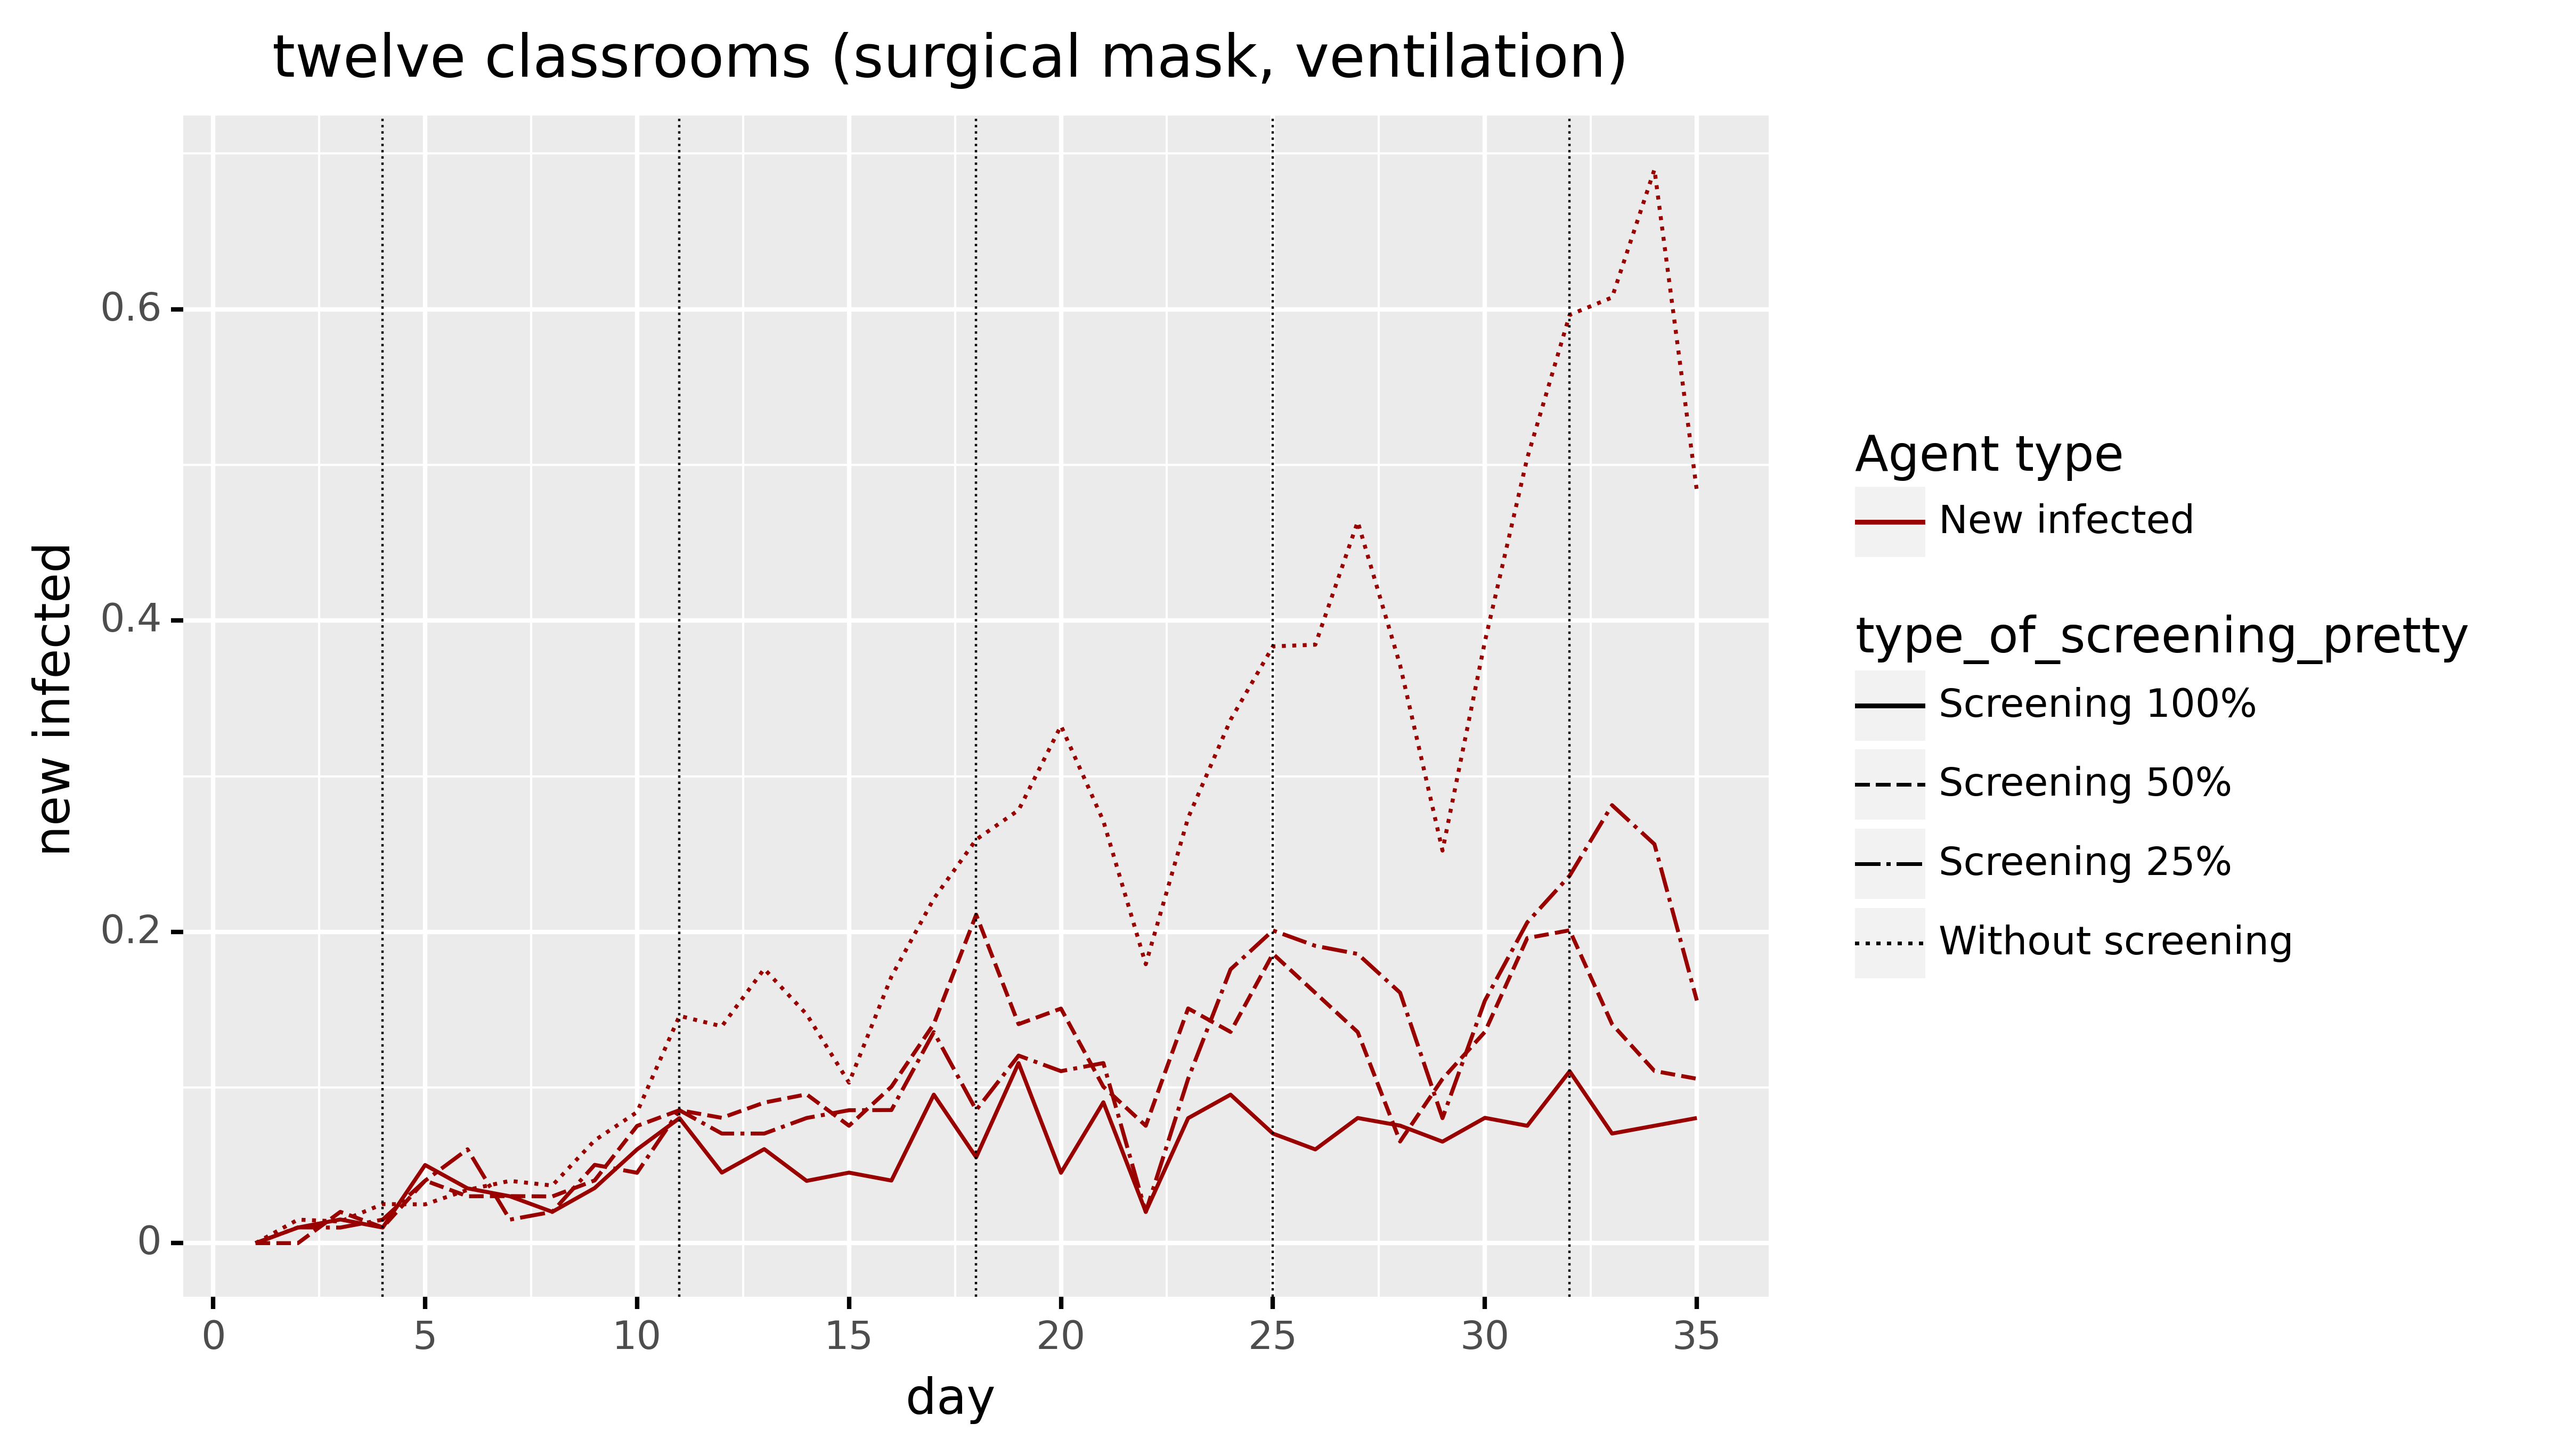 twelve classrooms (surgical mask, ventilation)
new infected
0.6
0.4
0.2
0
0 5 10 15 20 25 30 35
day
Agent type
New infected
type_of_screening_pretty
Screening 100%
Screening 50%
Screening 25%
Without screening